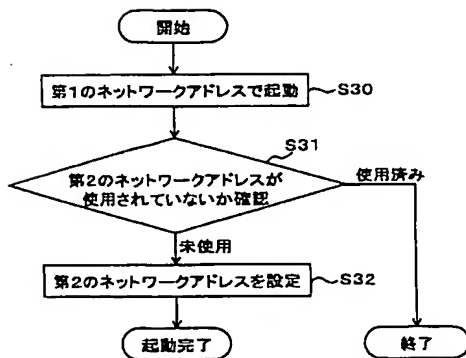 開始
第1のネットワークアドレスで起動
S30
S31
第2のネットワークアドレスが
使用されていないか確認
使用済み
未使用
第2のネットワークアドレスを設定
S32
起動完了
終了